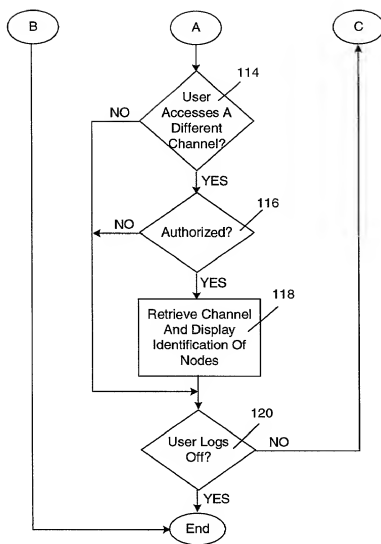 B
A
C
114
User
Accesses A
Different
Channel?
NO
YES
116
Authorized?
NO
YES
118
Retrieve Channel
And Display
Identification Of
Nodes
120
User Logs
Off?
NO
YES
End